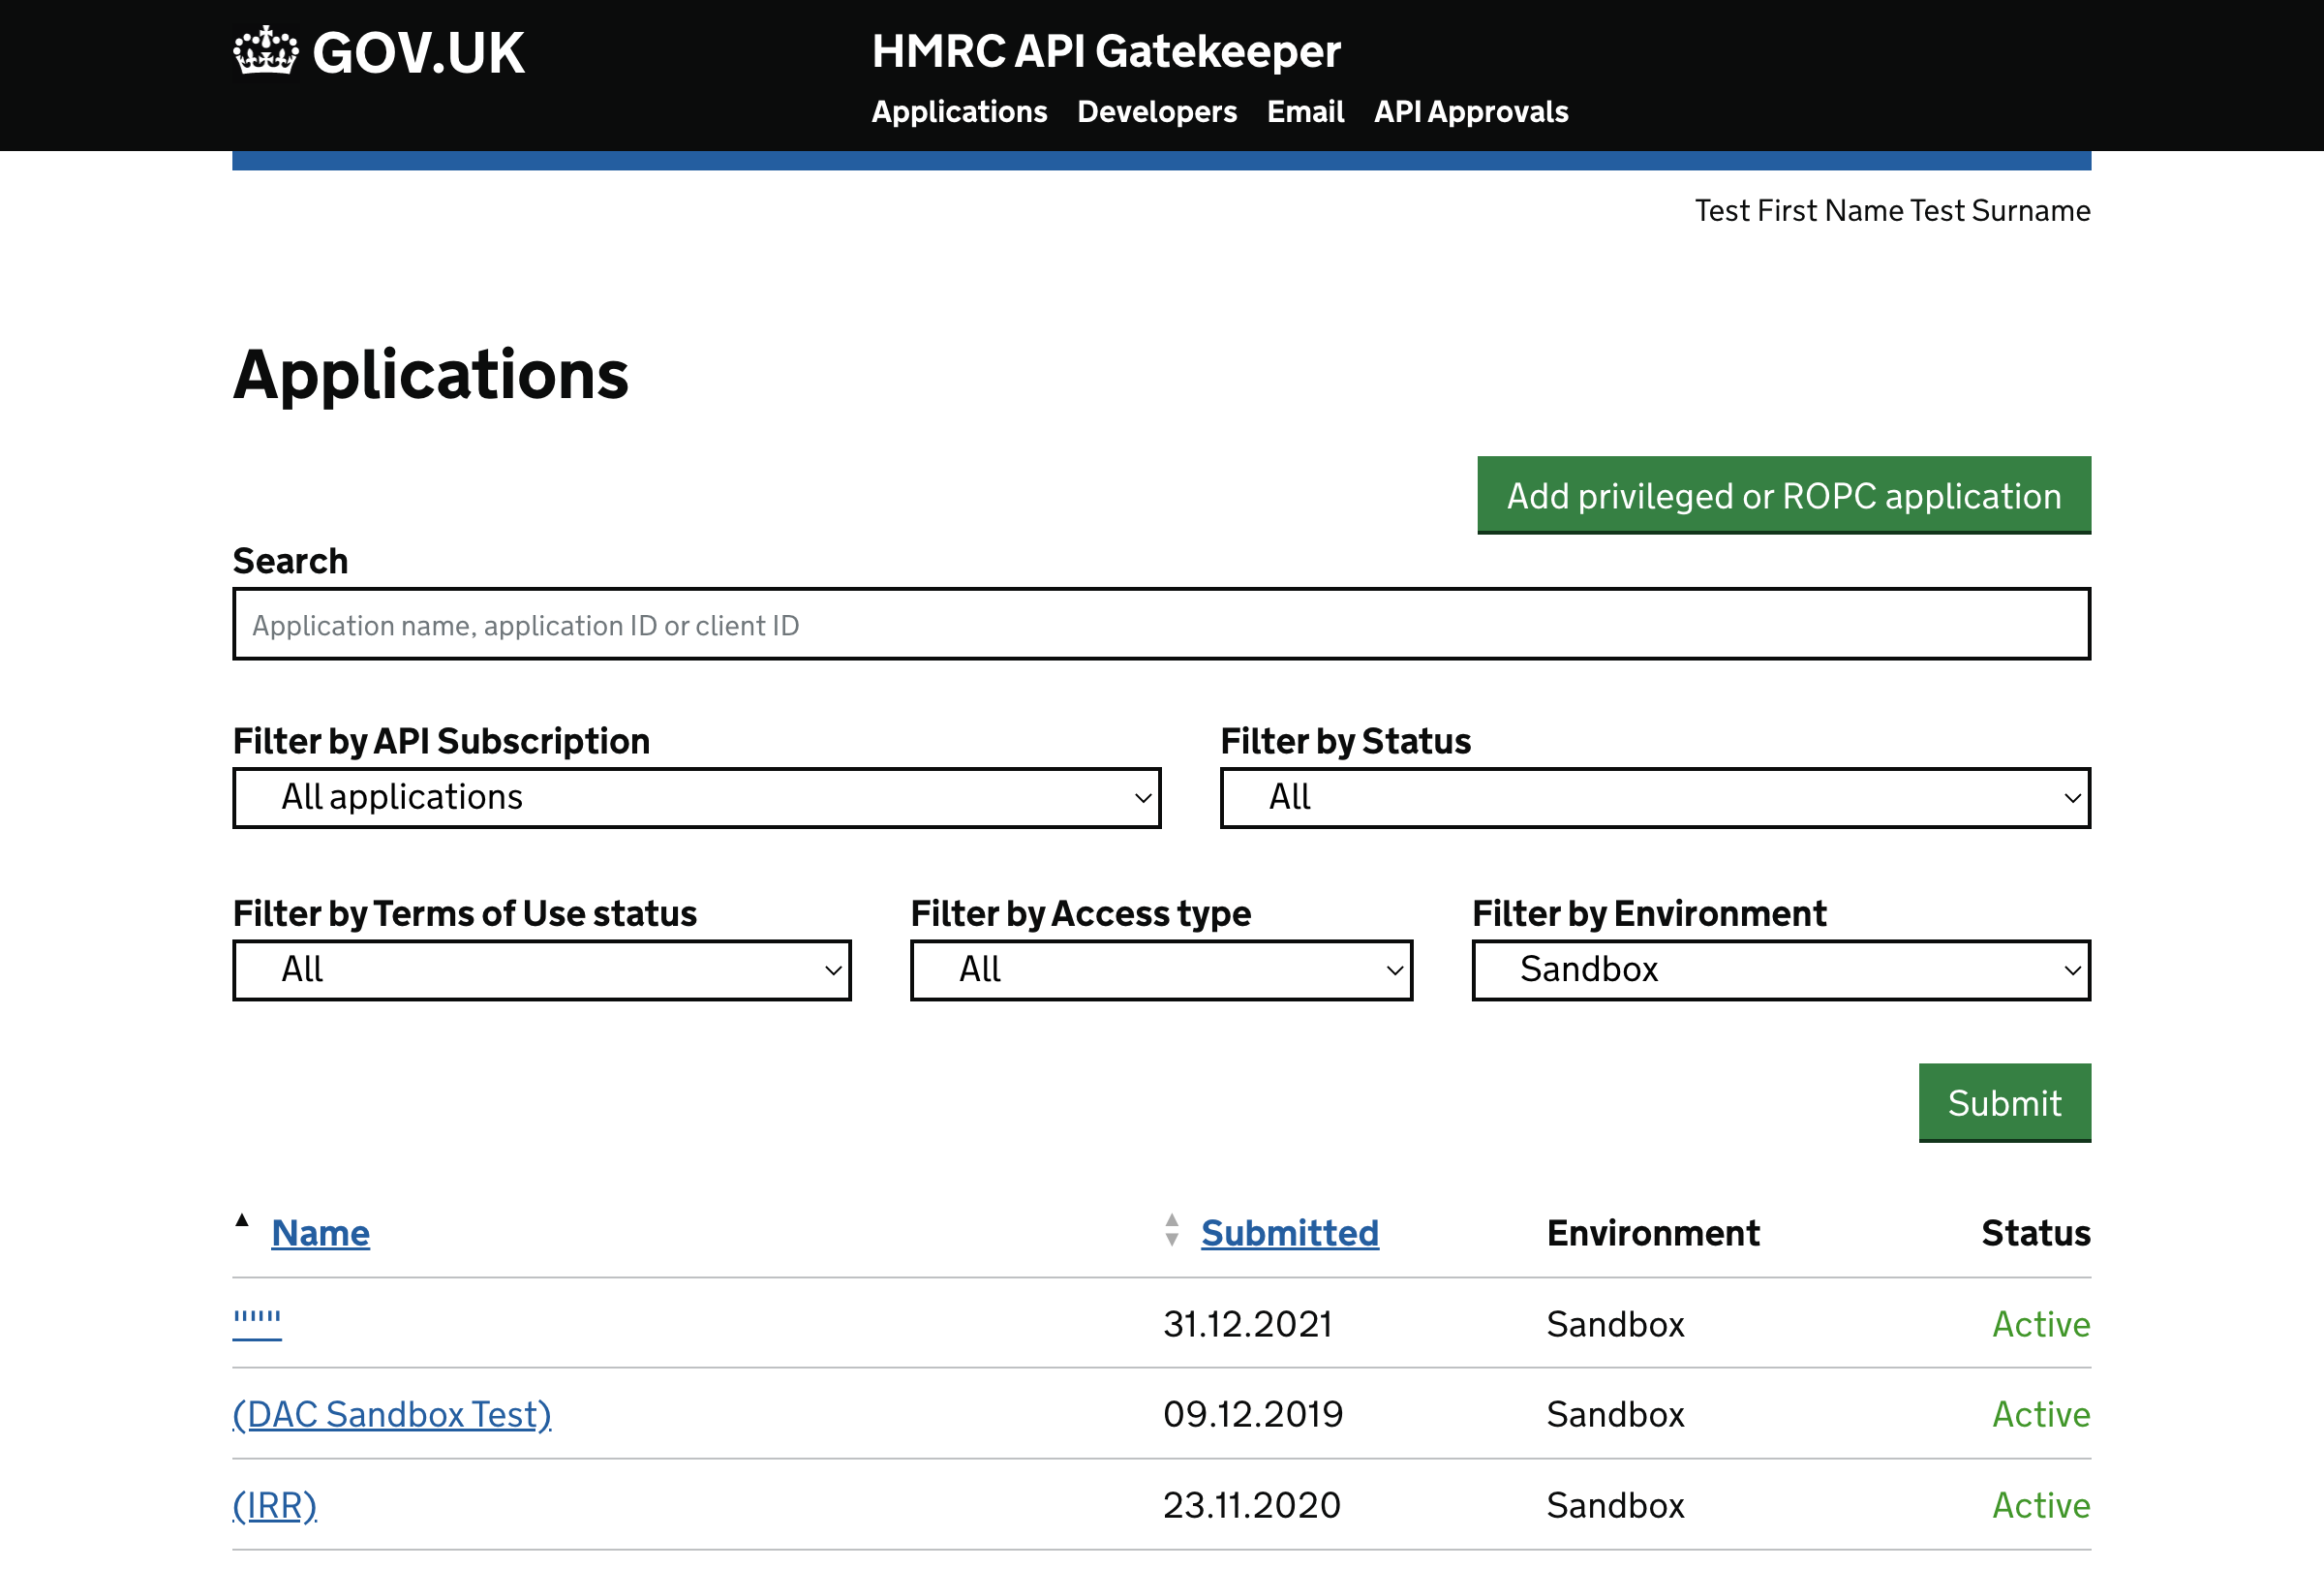 GOV.UK
HMRC API Gatekeeper
Applications Developers Email API Approvals
Test First Name Test Surname
Applications
Add privileged or ROPC application
Search
Application name, application ID or client ID
Filter by API Subscription Filter by Status
All applications All
Filter by Terms of Use status Filter by Access type Filter by Environment
All All Sandbox
Submit
▲ Name ▲▼ Submitted Environment Status
"""""" 31.12.2021 Sandbox Active
(DAC Sandbox Test) 09.12.2019 Sandbox Active
(IRR) 23.11.2020 Sandbox Active